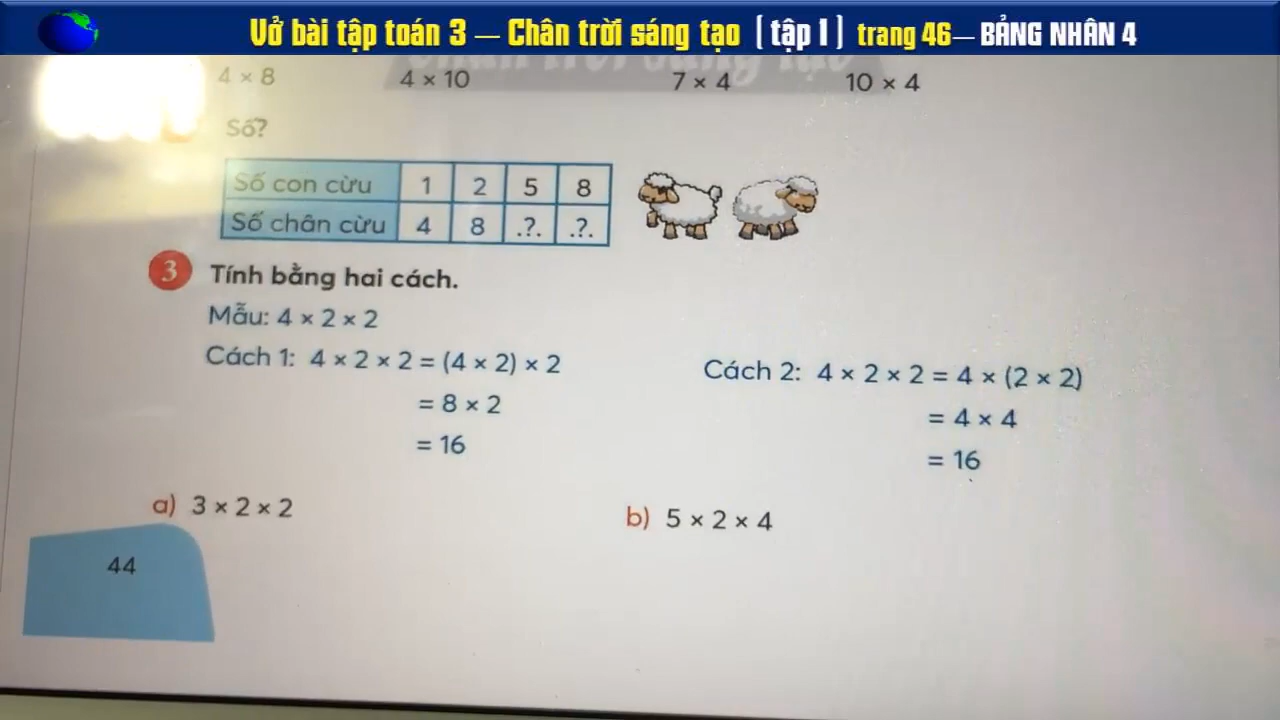 Vở bài tập toán 3 — Chân trời sáng tạo (tập 1) trang 46— BẢNG NHÂN 4
4 × 8 4 × 10 7 × 4 10 × 4
Số?
Số con cừu 1 2 5 8
Số chân cừu 4 8 .?. .?.
3 Tính bằng hai cách.
Mẫu: 4 × 2 × 2
Cách 1: 4 × 2 × 2 = (4 × 2) × 2
= 8 × 2
= 16
Cách 2: 4 × 2 × 2 = 4 × (2 × 2)
= 4 × 4
= 16
a) 3 × 2 × 2 b) 5 × 2 × 4
44